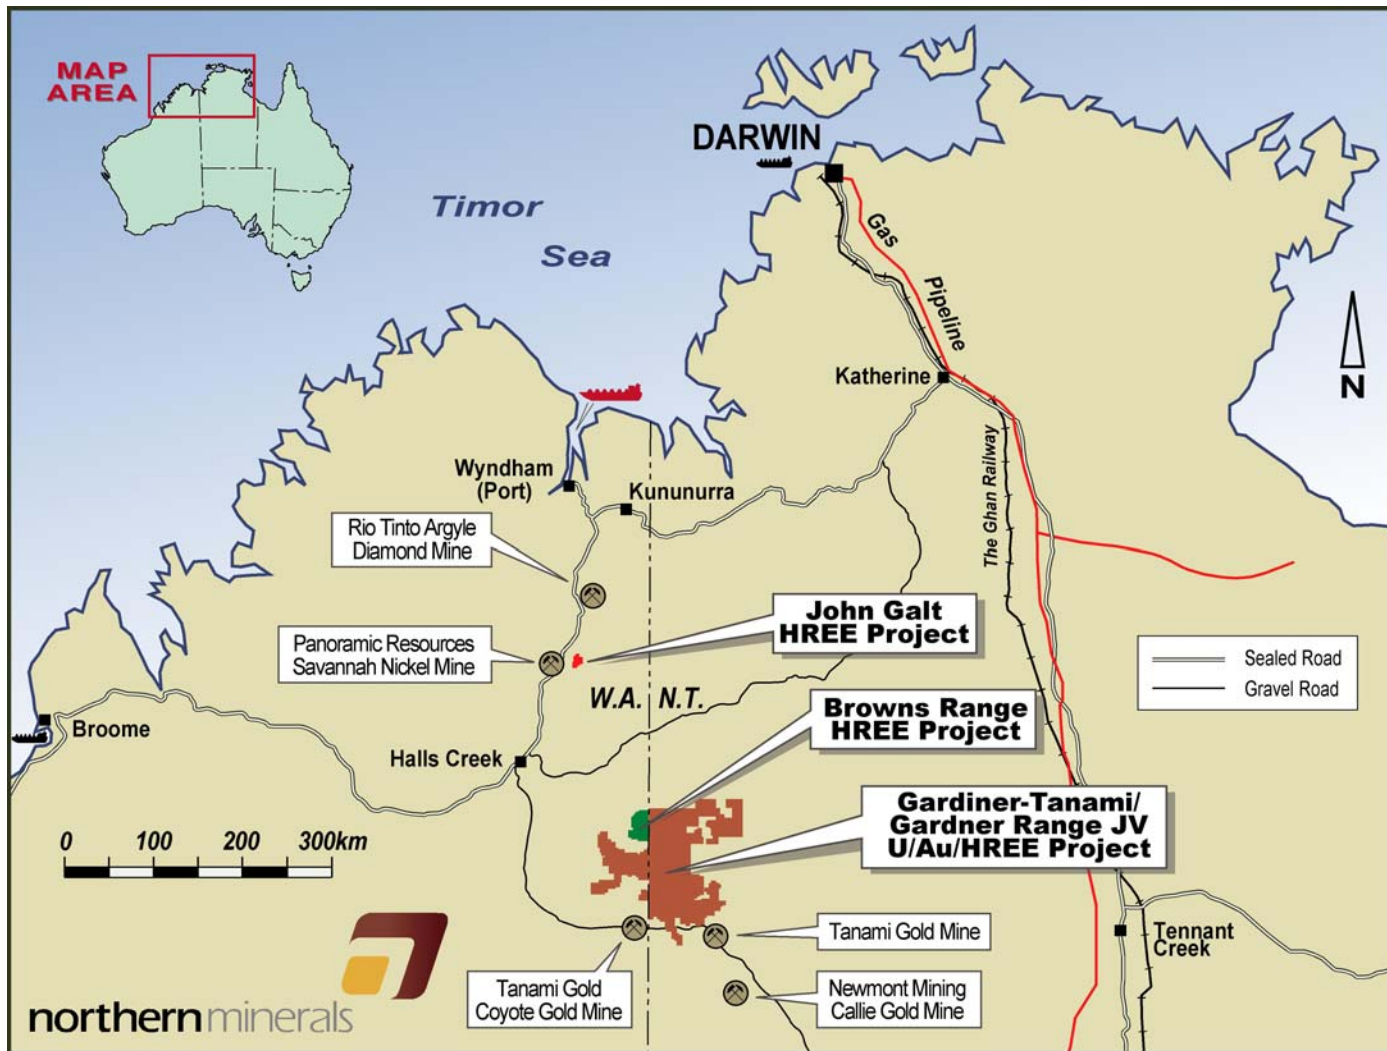 MAP
AREA
DARWIN
Timor
Sea
Gas
Pipeline
Katherine
N
The Ghan Railway
Wyndham
(Port)
Kununurra
Rio Tinto Argyle
Diamond Mine
John Galt
HREE Project
Panoramic Resources
Savannah Nickel Mine
Sealed Road
Gravel Road
W.A. N.T.
Browns Range
HREE Project
Broome
Halls Creek
Gardiner-Tanami/
Gardner Range JV
U/Au/HREE Project
0 100 200 300km
Tanami Gold Mine
Tennant
Creek
Tanami Gold
Coyote Gold Mine
Newmont Mining
Callie Gold Mine
northernminerals